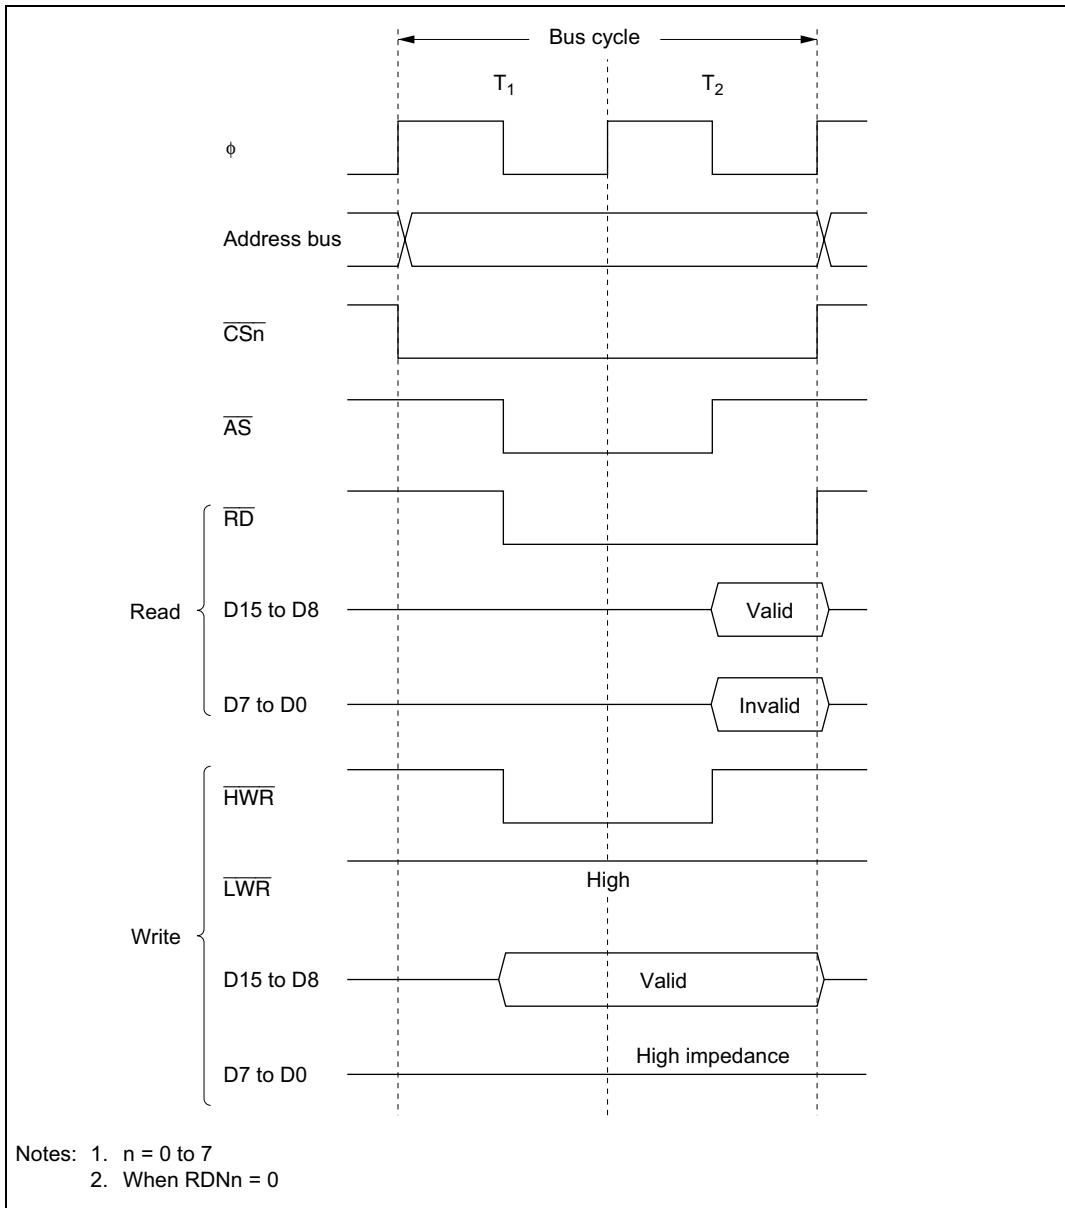 Bus cycle
T1 T2
ϕ
Address bus
CSn
AS
RD
Read D15 to D8 Valid
D7 to D0 Invalid
HWR
High
LWR
Write
D15 to D8 Valid
High impedance
D7 to D0
Notes: 1. n = 0 to 7
2. When RDNn = 0